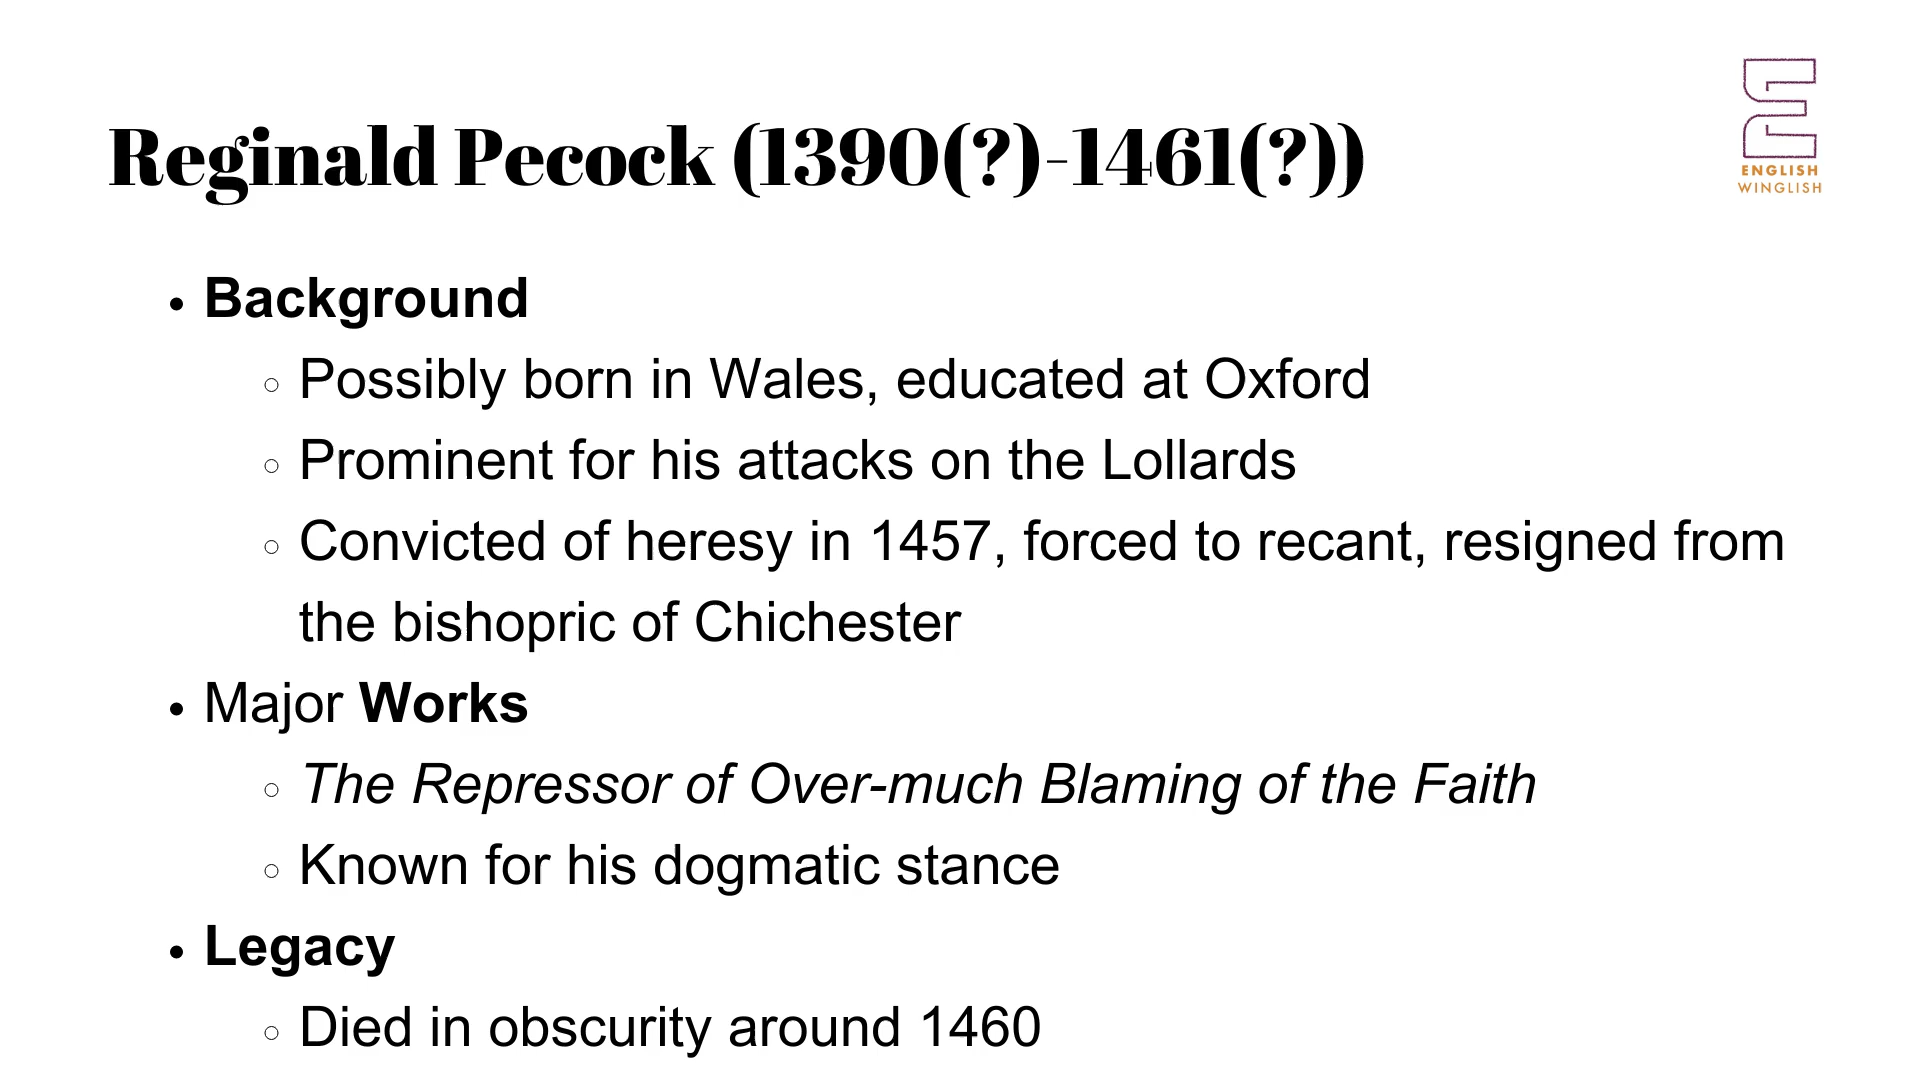 Reginald Pecock (1390(?)-1461(?))
ENGLISH
WINGLISH
• Background
○ Possibly born in Wales, educated at Oxford
○ Prominent for his attacks on the Lollards
○ Convicted of heresy in 1457, forced to recant, resigned from
the bishopric of Chichester
• Major Works
○ The Repressor of Over-much Blaming of the Faith
○ Known for his dogmatic stance
• Legacy
○ Died in obscurity around 1460